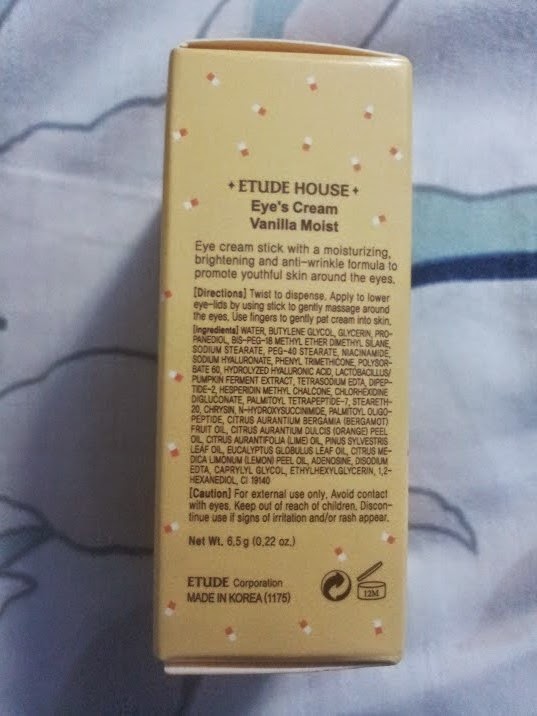 ETUDE HOUSE
Eye's Cream
Vanilla Moist
Eye cream stick with a moisturizing,
brightening and anti-wrinkle formula to
promote youthful skin around the eyes.
[Directions] Twist to dispense. Apply to lower
eye-lids by using stick to gently massage around
the eyes. Use fingers to gently pat cream into skin.
[Ingredients] WATER, BUTYLENE GLYCOL, GLYCERIN, PRO-
PANEDIOL, BIS-PEG-18 METHYL ETHER DIMETHYL SILANE,
SODIUM STEARATE, PEG-40 STEARATE, NIACINAMIDE,
SODIUM HYALURONATE, PHENYL TRIMETHICONE, POLYSOR-
BATE 60, HYDROLYZED HYALURONIC ACID, LACTOBACILLUS/
PUMPKIN FERMENT EXTRACT, TETRASODIUM EDTA, DIPEP-
TIDE-2, HESPERIDIN METHYL CHALCONE, CHLORHEXIDINE
DIGLUCONATE, PALMITOYL TETRAPEPTIDE-7, STEARETH-
20, CHRYSIN, N-HYDROXYSUCCINIMIDE, PALMITOYL OLIGO-
PEPTIDE, CITRUS AURANTIUM BERGAMIA (BERGAMOT)
FRUIT OIL, CITRUS AURANTIUM DULCIS (ORANGE) PEEL
OIL, CITRUS AURANTIFOLIA (LIME) OIL, PINUS SYLVESTRIS
LEAF OIL, EUCALYPTUS GLOBULUS LEAF OIL, CITRUS ME-
DICA LIMONUM (LEMON) PEEL OIL, ADENOSINE, DISODIUM
EDTA, CAPRYLYL GLYCOL, ETHYLHEXYLGLYCERIN, 1,2-
HEXANEDIOL, CI 19140
[Caution] For external use only. Avoid contact
with eyes. Keep out of reach of children. Discon-
tinue use if signs of irritation and/or rash appear.
Net Wt. 6.5 g (0.22 oz.)
ETUDE Corporation
MADE IN KOREA (1175)
12M